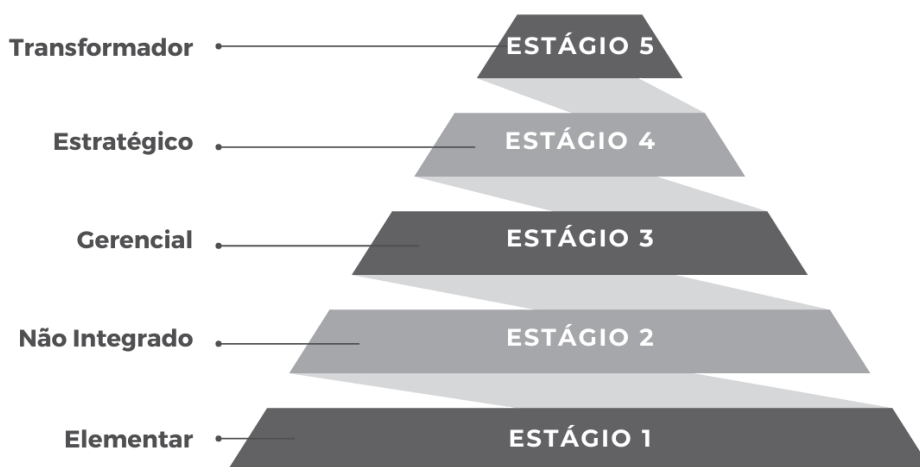 Transformador ESTÁGIO 5
Estratégico ESTÁGIO 4
Gerencial ESTÁGIO 3
Não Integrado ESTÁGIO 2
Elementar ESTÁGIO 1